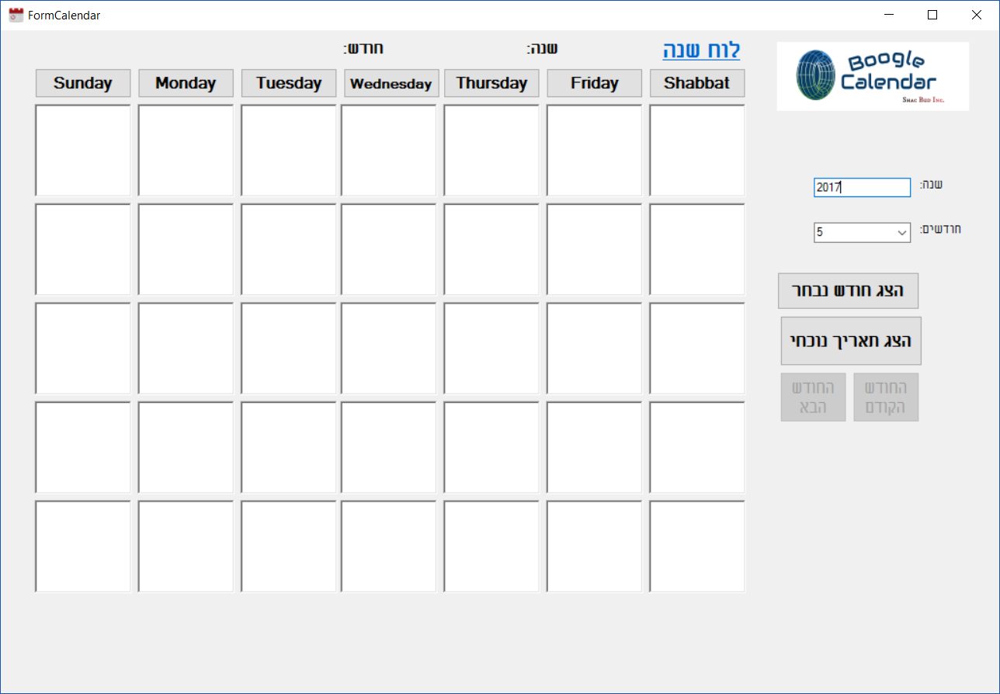 FormCalendar
לוח שנה
שנה:
חודש:
Sunday Monday Tuesday Wednesday Thursday Friday Shabbat
Boogle
Calendar
Shac Bud Inc.
שנה:
2017
חודשים:
5
הצג חודש נבחר
הצג תאריך נוכחי
החודש
הקודם
החודש
הבא